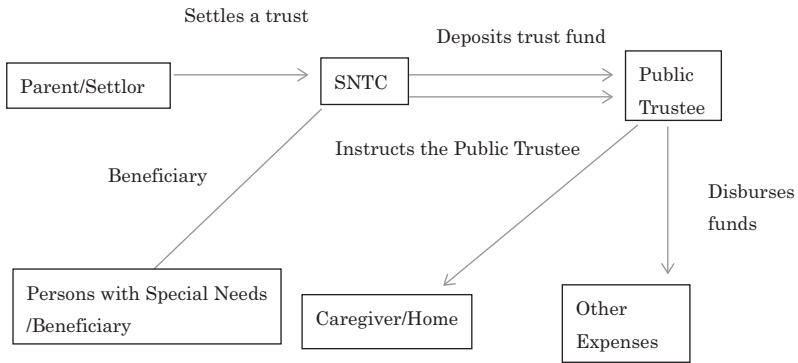 Settles a trust
Deposits trust fund
Parent/Settlor
SNTC
Public
Trustee
Instructs the Public Trustee
Beneficiary
Disburses
funds
Persons with Special Needs
/Beneficiary
Caregiver/Home
Other
Expenses